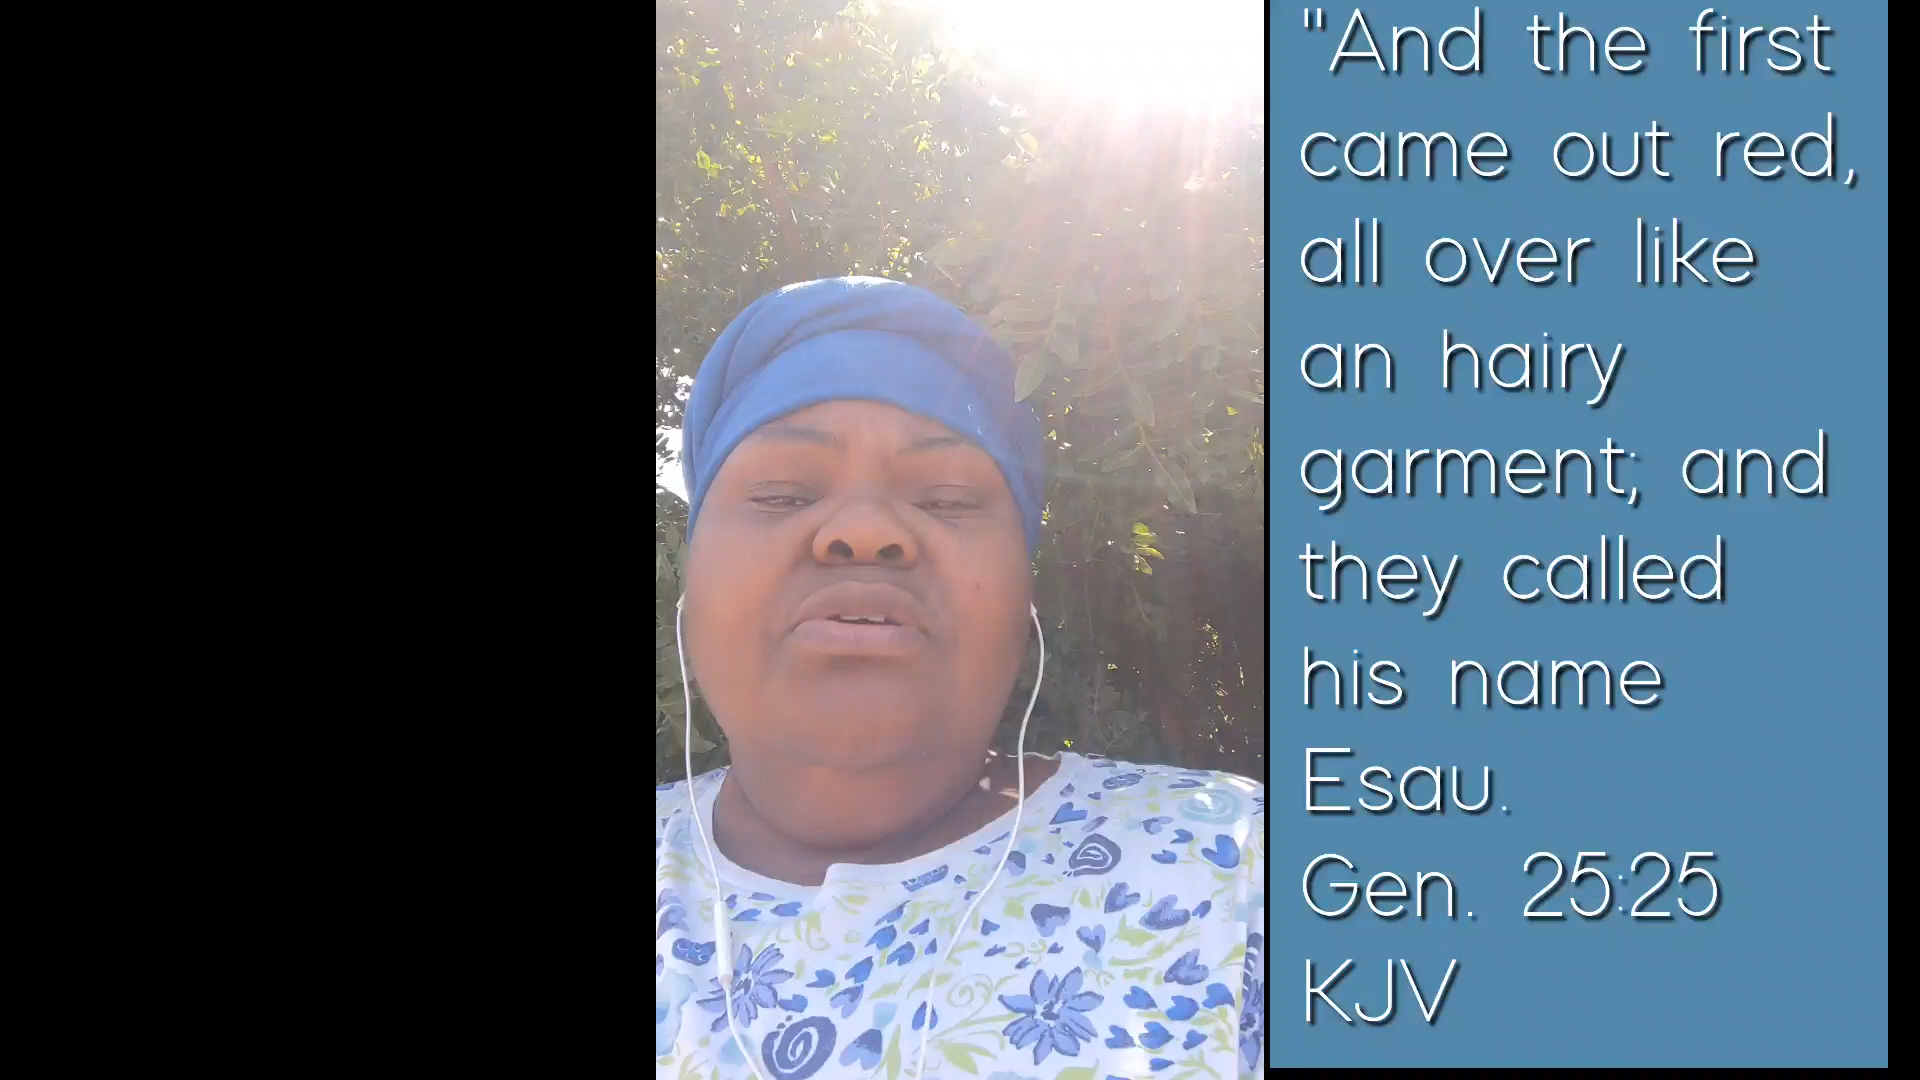 "And the first
came out red,
all over like
an hairy
garment; and
they called
his name
Esau.
Gen. 25:25
KJV